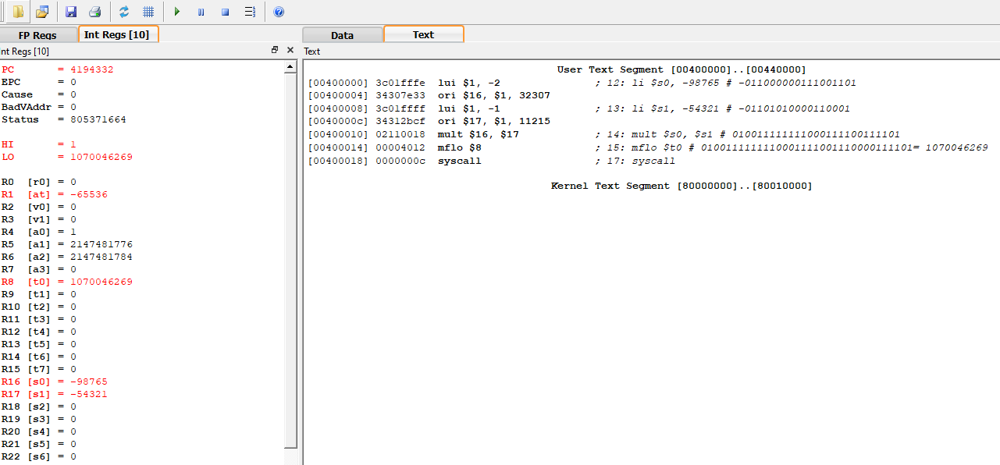 FP Regs
Int Regs [10]
Data
Text
nt Regs [10]
Text
PC       = 4194332
EPC      = 0
Cause    = 0
BadVAddr = 0
Status   = 805371664
HI       = 1
LO       = 1070046269
R0  [r0] = 0
R1  [at] = -65536
R2  [v0] = 0
R3  [v1] = 0
R4  [a0] = 1
R5  [a1] = 2147481776
R6  [a2] = 2147481784
R7  [a3] = 0
R8  [t0] = 1070046269
R9  [t1] = 0
R10 [t2] = 0
R11 [t3] = 0
R12 [t4] = 0
R13 [t5] = 0
R14 [t6] = 0
R15 [t7] = 0
R16 [s0] = -98765
R17 [s1] = -54321
R18 [s2] = 0
R19 [s3] = 0
R20 [s4] = 0
R21 [s5] = 0
R22 [s6] = 0
User Text Segment [00400000]..[00440000]
[00400000] 3c01fffe  lui $1, -2               ; 12: li $s0, -98765 # -011000000111001101
[00400004] 34307e33  ori $16, $1, 32307
[00400008] 3c01ffff  lui $1, -1               ; 13: li $s1, -54321 # -01101010000110001
[0040000c] 34312bcf  ori $17, $1, 11215
[00400010] 02110018  mult $16, $17            ; 14: mult $s0, $s1 # 01001111111100011110​0111101
[00400014] 00004012  mflo $8                  ; 15: mflo $t0 # 0100111111110001111001110000111101= 1070046269
[00400018] 0000000c  syscall                  ; 17: syscall
Kernel Text Segment [80000000]..[80010000]